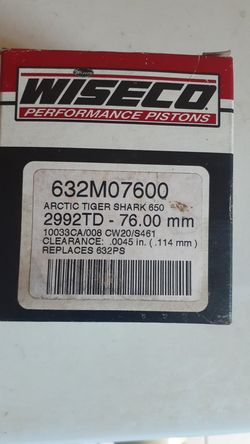 WISECO
PERFORMANCE PISTONS
632M07600
ARCTIC TIGER SHARK 650
2992TD - 76.00 mm
10033CA/008 CW20/S461
CLEARANCE: .0045 in. ( .114 mm )
REPLACES 632PS